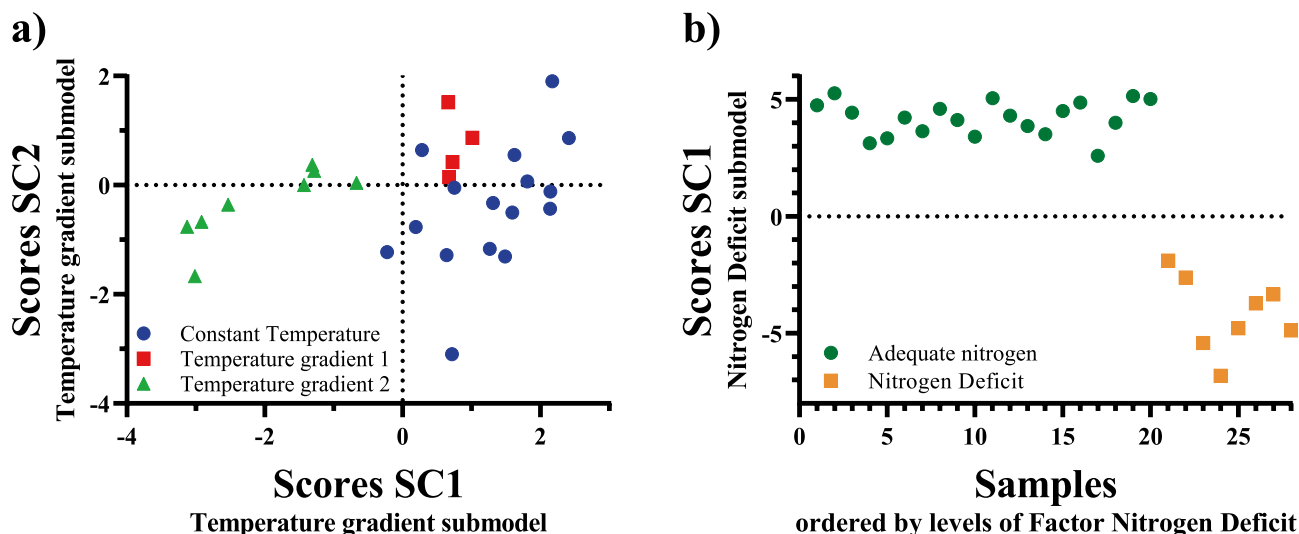 a)
Scores SC2
Temperature gradient submodel
2
0
-2
-4
Constant Temperature
Temperature gradient 1
Temperature gradient 2
-4 -2 0 2
Scores SC1
Temperature gradient submodel
b)
Scores SC1
Nitrogen Deficit submodel
5
0
-5
Adequate nitrogen
Nitrogen Deficit
0 5 10 15 20 25
Samples
ordered by levels of Factor Nitrogen Deficit